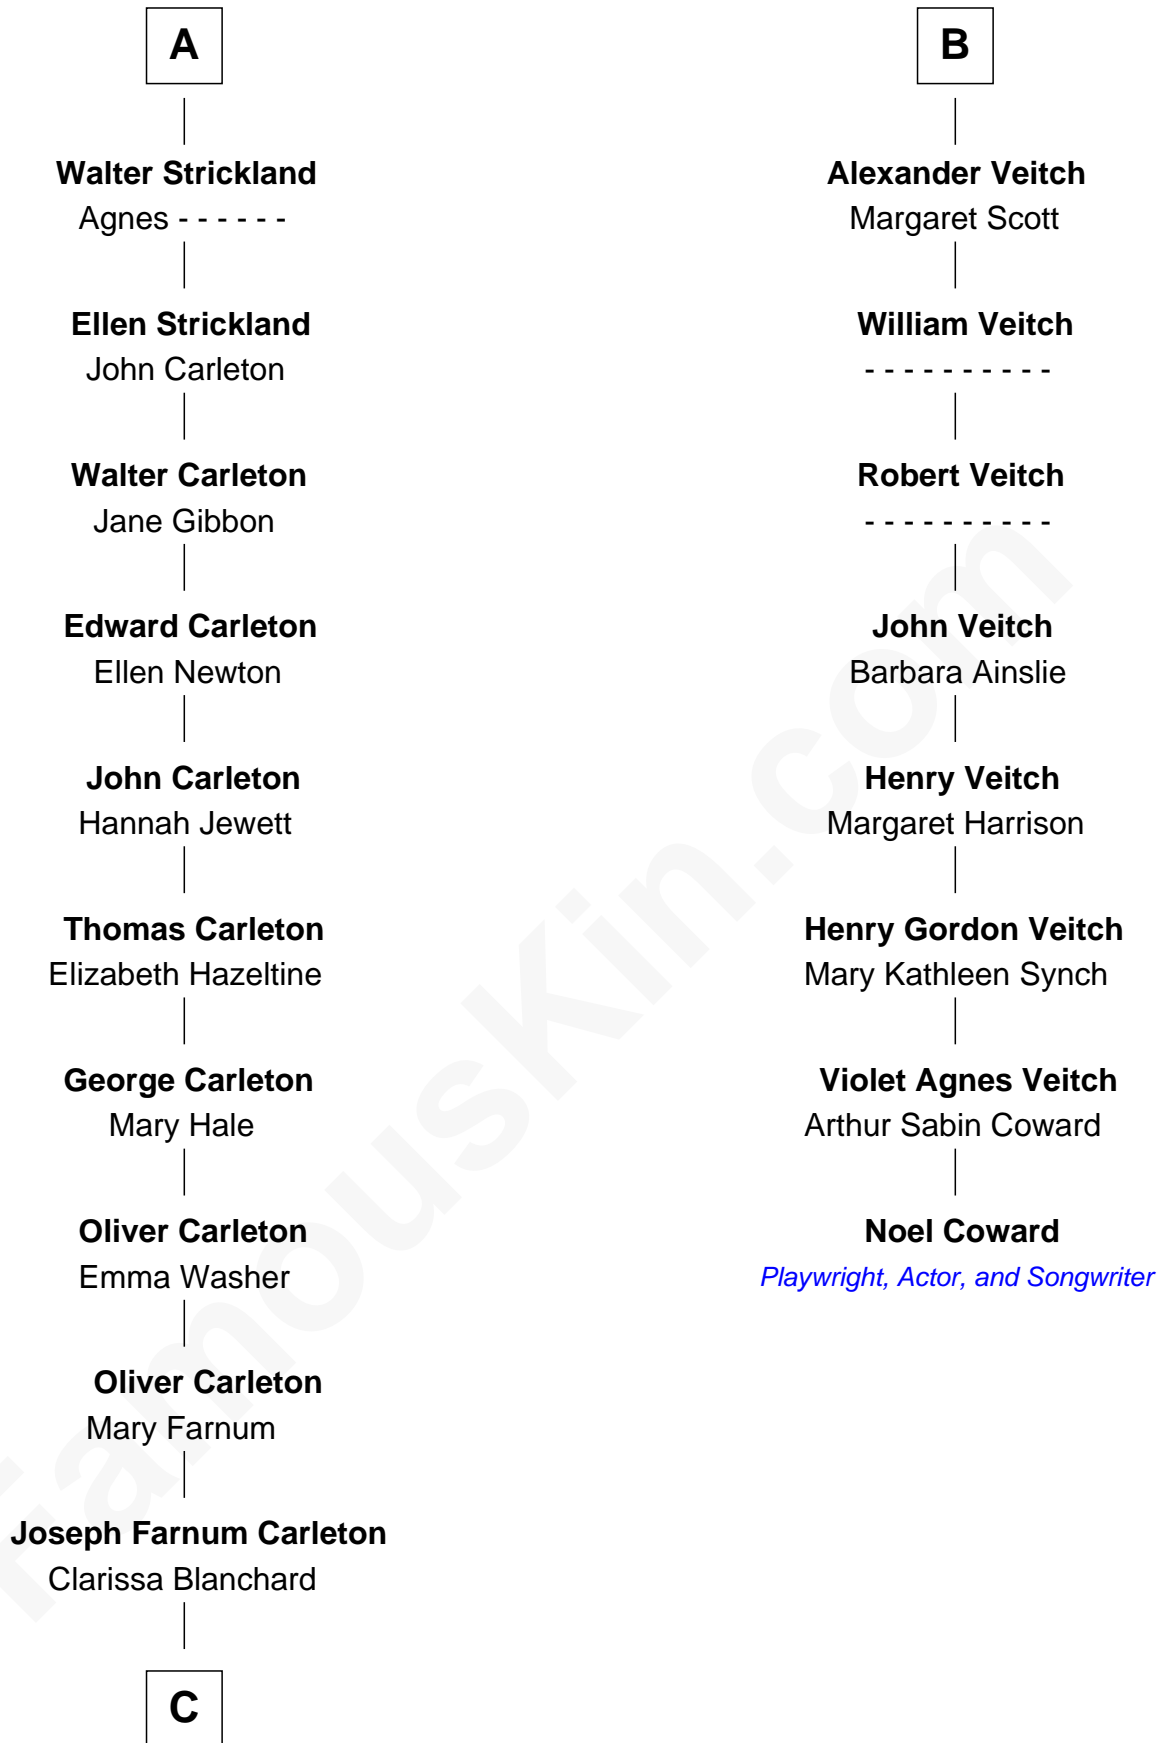 A
Walter Strickland
Agnes - - - - - -
Ellen Strickland
John Carleton
Walter Carleton
Jane Gibbon
Edward Carleton
Ellen Newton
John Carleton
Hannah Jewett
Thomas Carleton
Elizabeth Hazeltine
George Carleton
Mary Hale
Oliver Carleton
Emma Washer
Oliver Carleton
Mary Farnum
Joseph Farnum Carleton
Clarissa Blanchard
C
B
Alexander Veitch
Margaret Scott
William Veitch
- - - - - - - - - -
Robert Veitch
- - - - - - - - - -
John Veitch
Barbara Ainslie
Henry Veitch
Margaret Harrison
Henry Gordon Veitch
Mary Kathleen Synch
Violet Agnes Veitch
Arthur Sabin Coward
Noel Coward
Playwright, Actor, and Songwriter
FamousKin.com